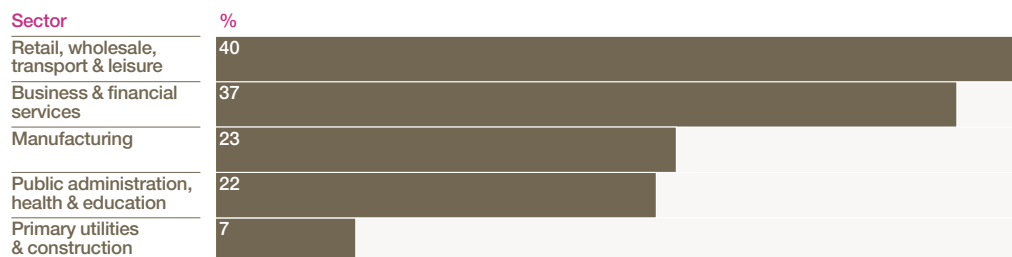 Sector %
Retail, wholesale,
transport & leisure
40
Business & financial
services
37
Manufacturing
23
Public administration,
health & education
22
Primary utilities
& construction
7